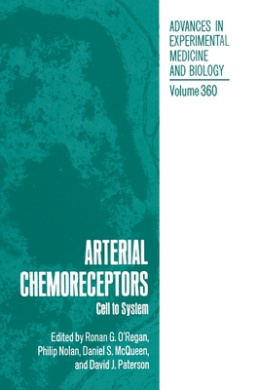 ADVANCES IN
EXPERIMENTAL
MEDICINE
AND BIOLOGY
Volume 360
ARTERIAL
CHEMORECEPTORS
Cell to System
Edited by Ronan G. O'Regan,
Philip Nolan, Daniel S. McQueen,
and David J. Paterson